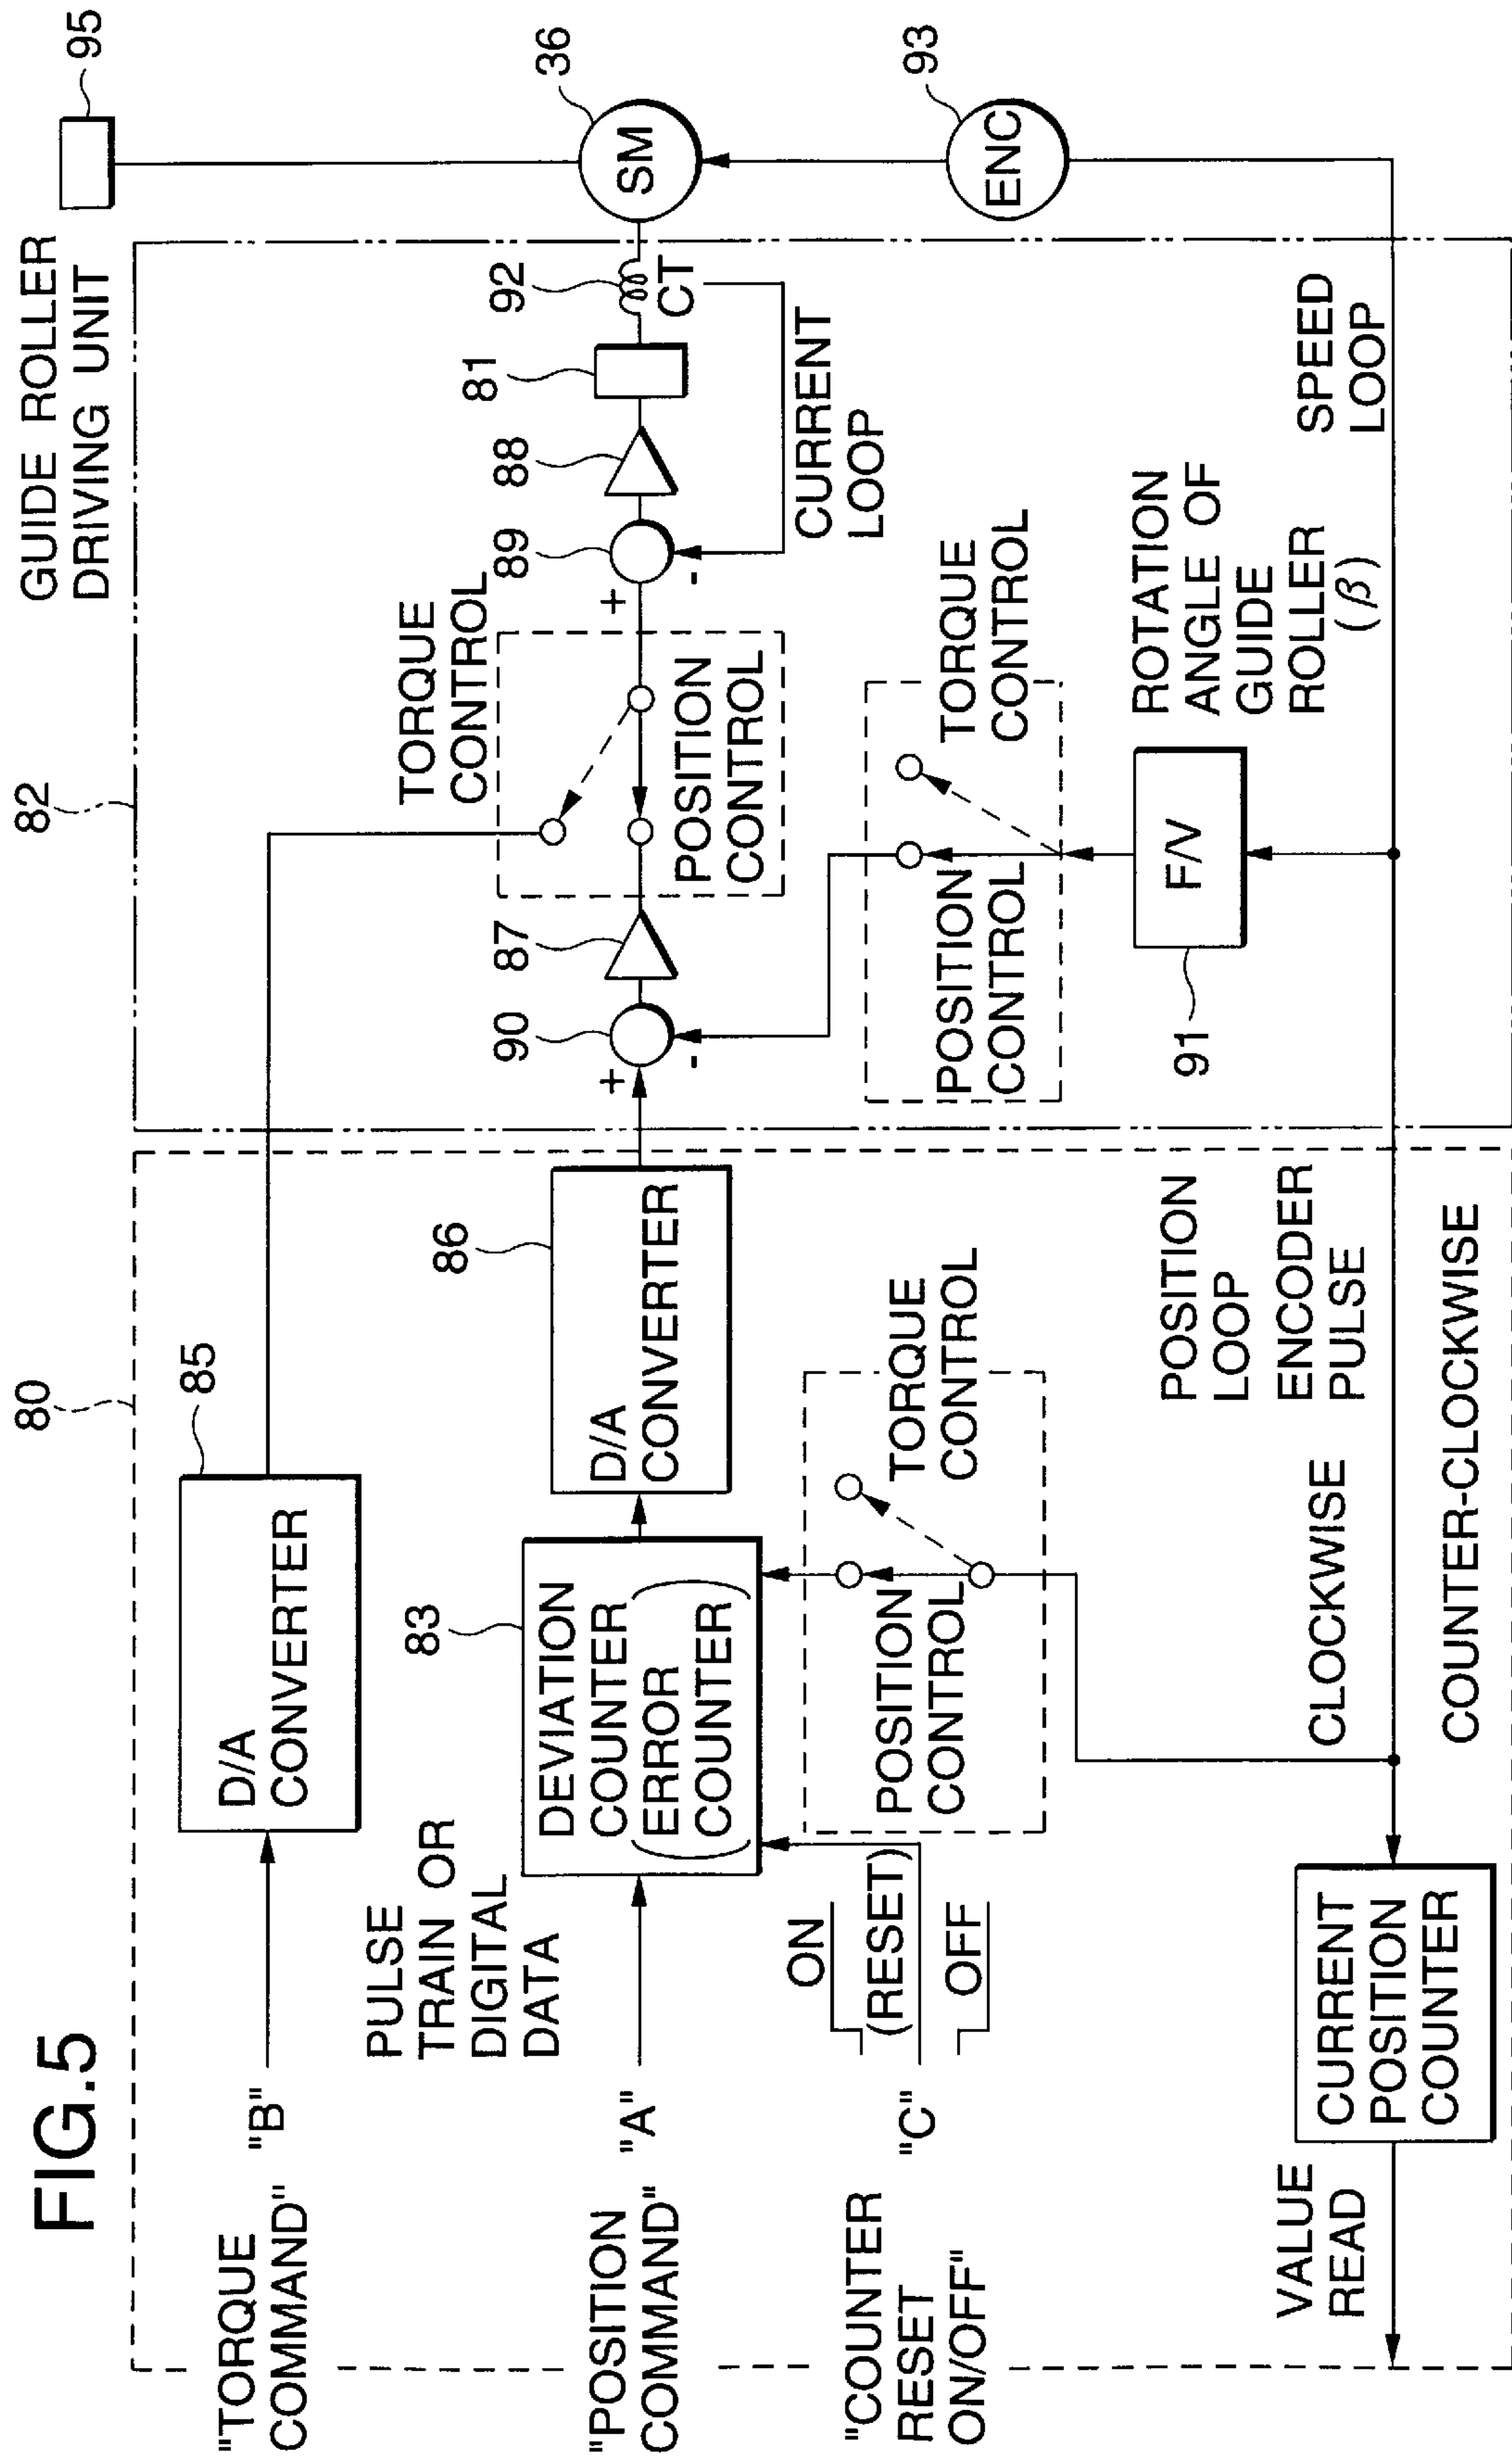 FIG.5
80
82
GUIDE ROLLER
DRIVING UNIT
95
"TORQUE
COMMAND"
"B"
D/A
CONVERTER
85
TORQUE
CONTROL
36
SM
"POSITION
COMMAND"
"A"
PULSE
TRAIN OR
DIGITAL
DATA
83
DEVIATION
COUNTER
(ERROR
COUNTER)
86
D/A
CONVERTER
+
-
90
87
POSITION
CONTROL
+
-
89
88
81
92
CT
CURRENT
LOOP
"COUNTER
RESET
ON/OFF"
"C"
ON
(RESET)
OFF
POSITION
CONTROL
TORQUE
CONTROL
POSITION
CONTROL
TORQUE
CONTROL
93
ENC
POSITION
LOOP
ENCODER
PULSE
91
F/V
ROTATION
ANGLE OF
GUIDE
ROLLER
(β)
SPEED
LOOP
VALUE
READ
CURRENT
POSITION
COUNTER
CLOCKWISE
COUNTER-CLOCKWISE